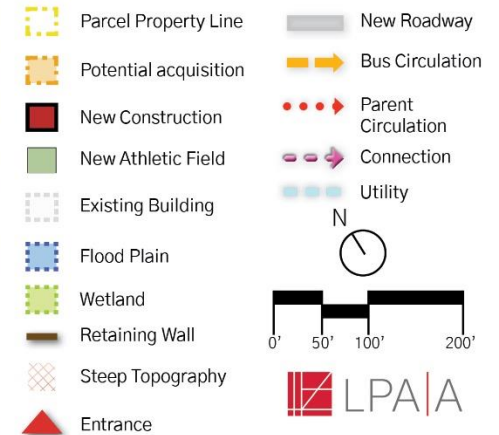 Parcel Property Line
Potential acquisition
New Construction
New Athletic Field
Existing Building
Flood Plain
Wetland
Retaining Wall
Steep Topography
Entrance
New Roadway
Bus Circulation
Parent
Circulation
Connection
Utility
N
0' 50' 100' 200'
LPA|A